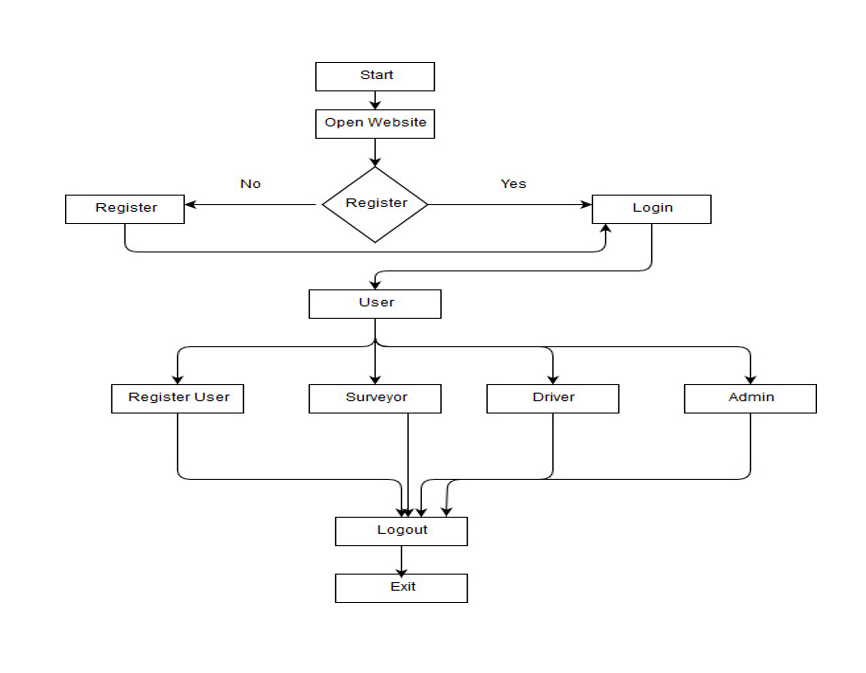 Start
Open Website
No
Yes
Register
Register
Login
User
Register User
Surveyor
Driver
Admin
Logout
Exit